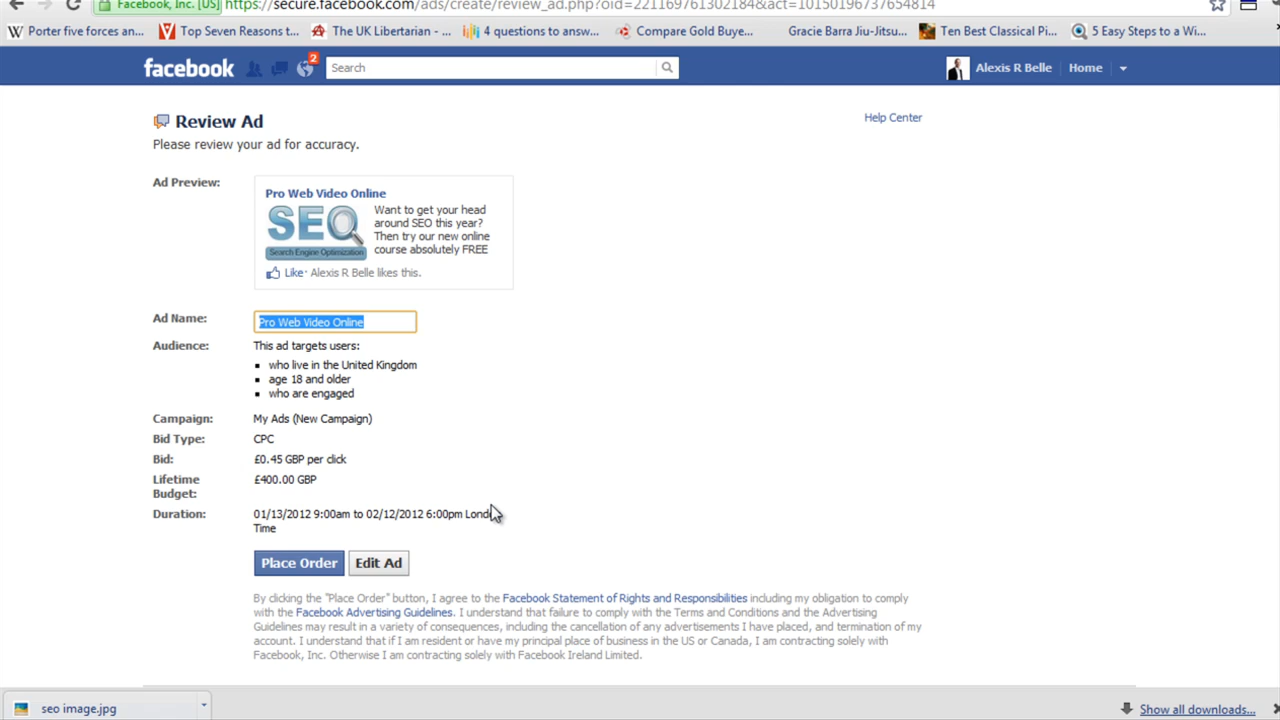 Facebook, Inc. [US] https://secure.facebook.com/ads/create/review_ad.php?oid=221169761302184&act=10150196737654814
W Porter five forces an... Top Seven Reasons t... The UK Libertarian - ... 4 questions to answ... Compare Gold Buye... Gracie Barra Jiu-Jitsu... Ten Best Classical Pi... 5 Easy Steps to a Wi...
facebook 2 Search Alexis R Belle Home
Review Ad Help Center
Please review your ad for accuracy.
Ad Preview:
Pro Web Video Online
SEO
Search Engine Optimization
Want to get your head
around SEO this year?
Then try our new online
course absolutely FREE
Like · Alexis R Belle likes this.
Ad Name: Pro Web Video Online
Audience: This ad targets users:
who live in the United Kingdom
age 18 and older
who are engaged
Campaign: My Ads (New Campaign)
Bid Type: CPC
Bid: £0.45 GBP per click
Lifetime £400.00 GBP
Budget:
Duration: 01/13/2012 9:00am to 02/12/2012 6:00pm
Time
Place Order Edit Ad
By clicking the "Place Order" button, I agree to the Facebook Statement of Rights and Responsibilities including my obligation to comply
with the Facebook Advertising Guidelines. I understand that failure to comply with the Terms and Conditions and the Advertising
Guidelines may result in a variety of consequences, including the cancellation of any advertisements I have placed, and termination of my
account. I understand that if I am resident or have my principal place of business in the US or Canada, I am contracting solely with
Facebook, Inc. Otherwise I am contracting solely with Facebook Ireland Limited.
seo image.jpg Show all downloads...